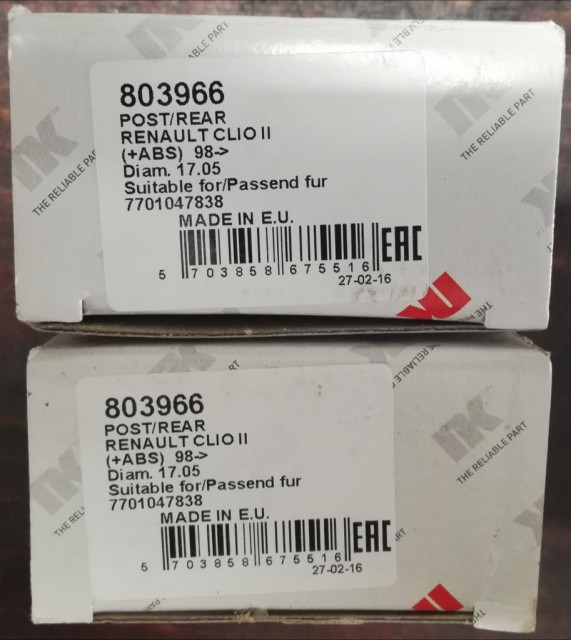 NK
THE RELIABLE PART
803966
POST/REAR
RENAULT CLIO II
(+ABS) 98->
Diam. 17.05
Suitable for/Passend fur
7701047838
MADE IN E.U.
EAC
5 703858 675516
27-02-16
THE RELIABLE PART
803966
POST/REAR
RENAULT CLIO II
(+ABS) 98->
Diam. 17.05
Suitable for/Passend fur
7701047838
MADE IN E.U.
EAC
5 703858 675516
27-02-16
NK
THE RELIABLE PART